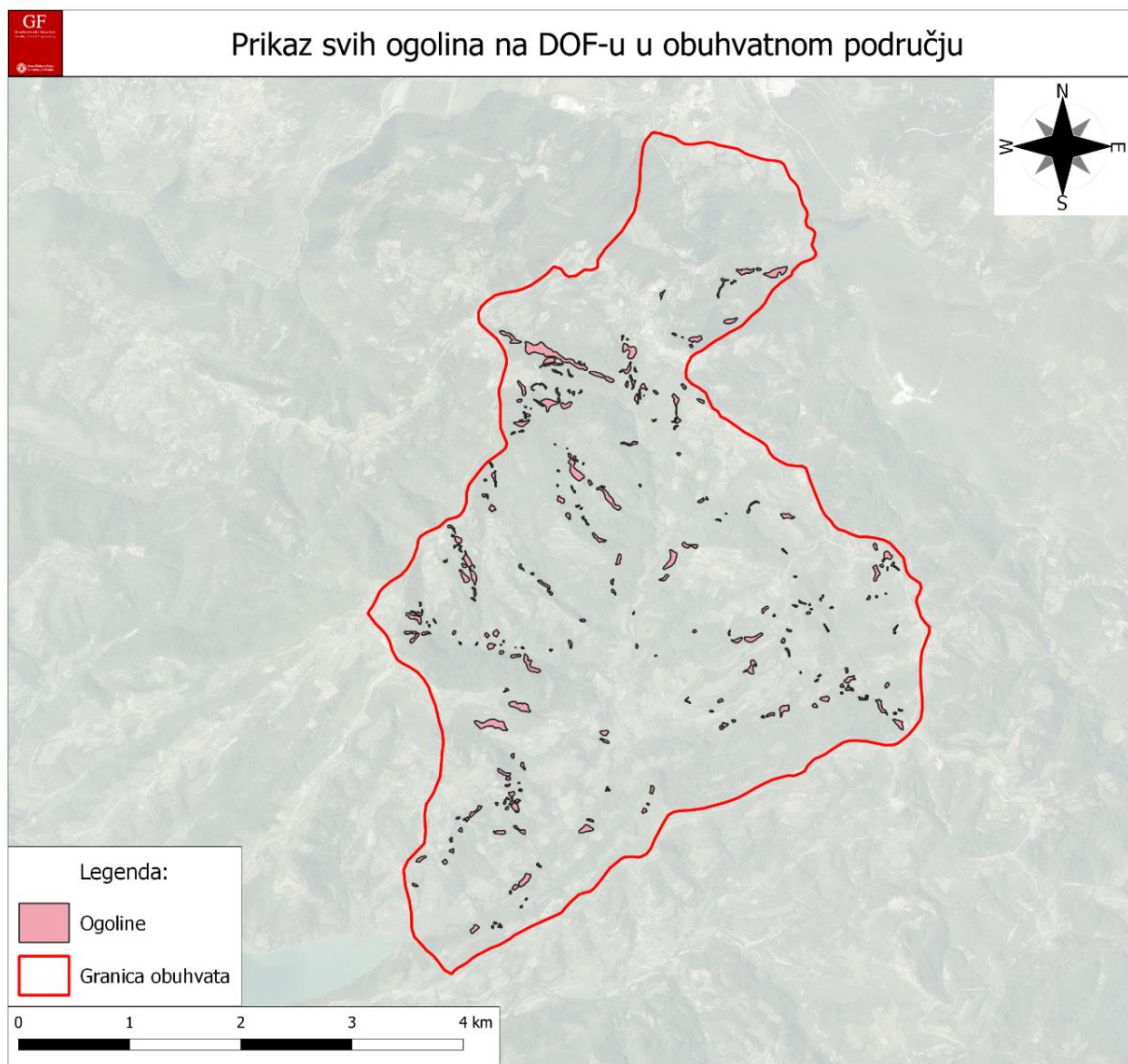 GF
Prikaz svih ogolina na DOF-u u obuhvatnom području
N
W
E
S
Legenda:
Ogoline
Granica obuhvata
0 1 2 3 4 km